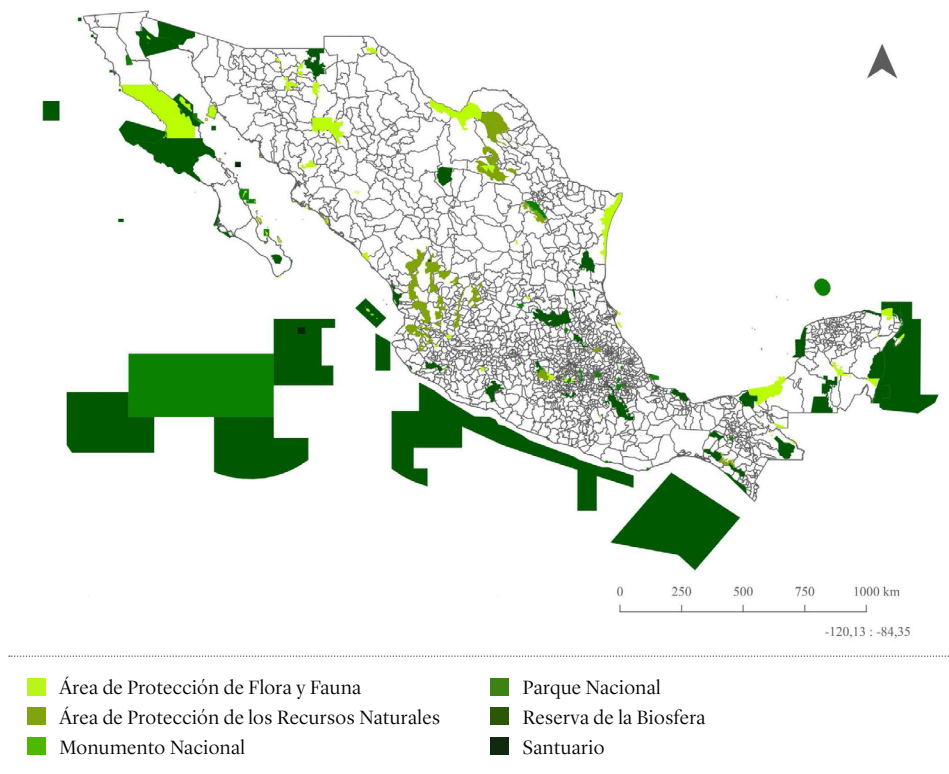 0 250 500 750 1000 km
-120,13 : -84,35
Área de Protección de Flora y Fauna
Área de Protección de los Recursos Naturales
Monumento Nacional
Parque Nacional
Reserva de la Biosfera
Santuario